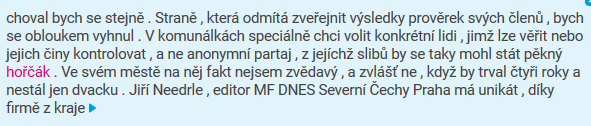 choval bych se stejně . Straně , která odmítá zveřejnit výsledky prověrek svých členů , bych
se obloukem vyhnul . V komunálkách speciálně chci volit konkrétní lidi , jimž lze věřit nebo
jejich činy kontrolovat , a ne anonymní partaj , z jejíchž slibů by se taky mohl stát pěkný
hořčák . Ve svém městě na něj fakt nejsem zvědavý , a zvlášť ne , když by trval čtyři roky a
nestál jen dvacku . Jiří Needrle , editor MF DNES Severní Čechy Praha má unikát , díky
firmě z kraje